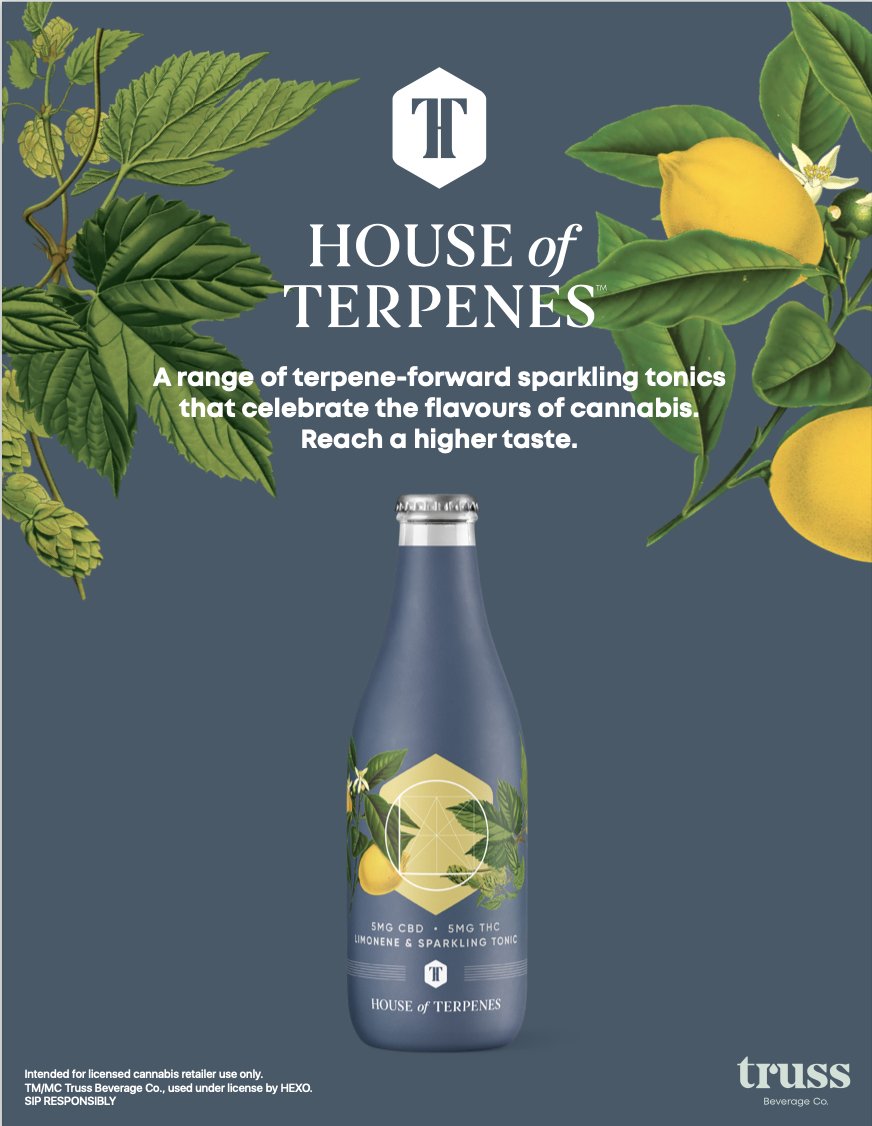 HOUSE of
TERPENES™
A range of terpene-forward sparkling tonics
that celebrate the flavours of cannabis.
Reach a higher taste.
5MG CBD • 5MG THC
LIMONENE & SPARKLING TONIC
HOUSE of TERPENES
Intended for licensed cannabis retailer use only.
TM/MC Truss Beverage Co., used under license by HEXO.
SIP RESPONSIBLY
truss
Beverage Co.